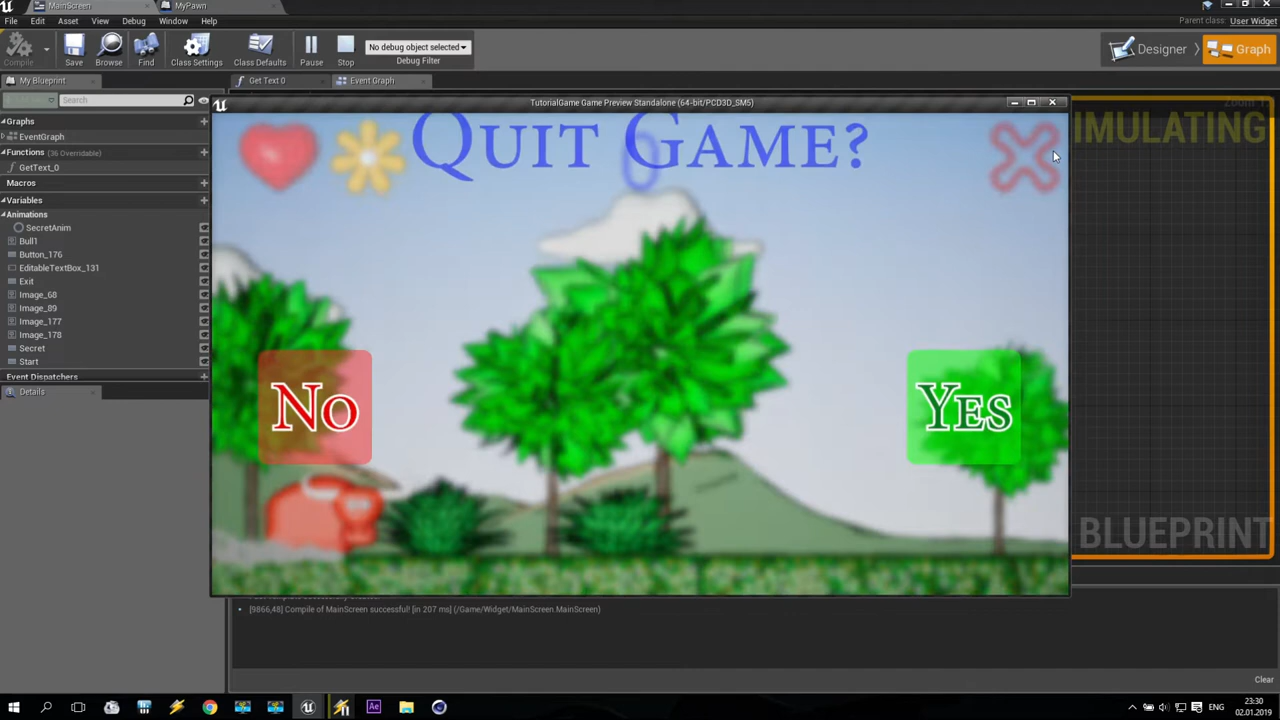 MainScreen
MyPawn
File
Edit
Asset
View
Debug
Window
Help
Parent class:
User Widget
Compile
Save
Browse
Find
Class Settings
Class Defaults
Pause
Stop
No debug object selected
Debug Filter
Designer
Graph
My Blueprint
Get Text 0
Event Graph
Search
TutorialGame Game Preview Standalone (64-bit/PCD3D_SM5)
IMULATING
Graphs
EventGraph
Functions (36 Overridable)
GetText_0
Macros
Variables
Animations
SecretAnim
Bull1
Button_176
EditableTextBox_131
Exit
Image_68
Image_89
Image_177
Image_178
Secret
Start
Event Dispatchers
Details
QUIT GAME?
0
NO
YES
BLUEPRINT
[9866,48] Compile of MainScreen successful! [in 207 ms] (/Game/Widget/MainScreen MainScreen)
Clear
Ae
ENG
23:30
02.01.2019